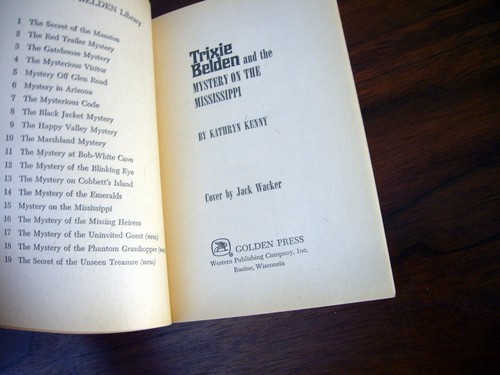 BELDEN Library
1 The Secret of the Mansion
2 The Red Trailer Mystery
3 The Gatehouse Mystery
4 The Mysterious Visitor
5 Mystery Off Glen Road
6 Mystery in Arizona
7 The Mysterious Code
8 The Black Jacket Mystery
9 The Happy Valley Mystery
10 The Marshland Mystery
11 The Mystery at Bob-White Cave
12 The Mystery of the Blinking Eye
13 The Mystery on Cobbett's Island
14 The Mystery of the Emeralds
15 Mystery on the Mississippi
16 The Mystery of the Missing Heiress
17 The Mystery of the Uninvited Guest (new)
18 The Mystery of the Phantom Grasshopper
19 The Secret of the Unseen Treasure (new)
Trixie
Belden and the
MYSTERY ON THE
MISSISSIPPI
BY KATHRYN KENNY
Cover by Jack Wacker
GOLDEN PRESS
Western Publishing Company, Inc.
Racine, Wisconsin